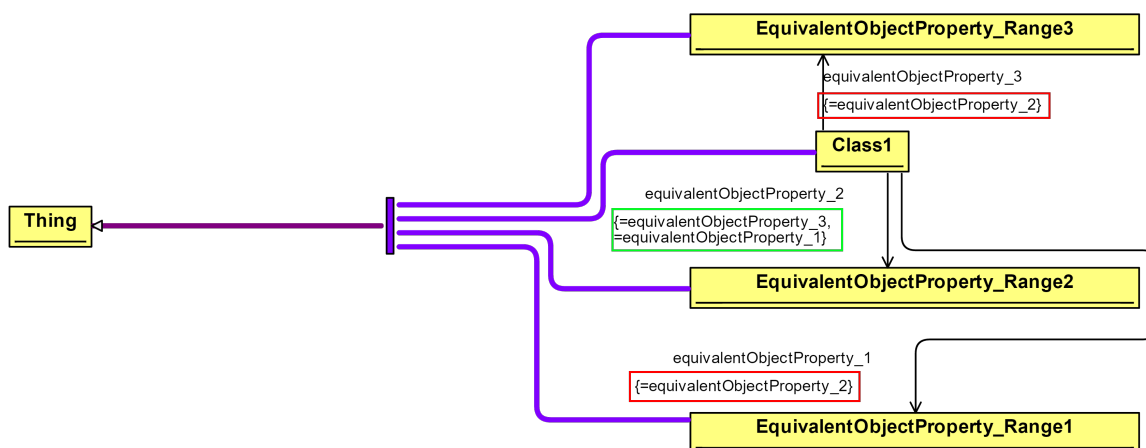 EquivalentObjectProperty_Range3
equivalentObjectProperty_3
{=equivalentObjectProperty_2}
Class1
equivalentObjectProperty_2
Thing
{=equivalentObjectProperty_3,
=equivalentObjectProperty_1}
EquivalentObjectProperty_Range2
equivalentObjectProperty_1
{=equivalentObjectProperty_2}
EquivalentObjectProperty_Range1